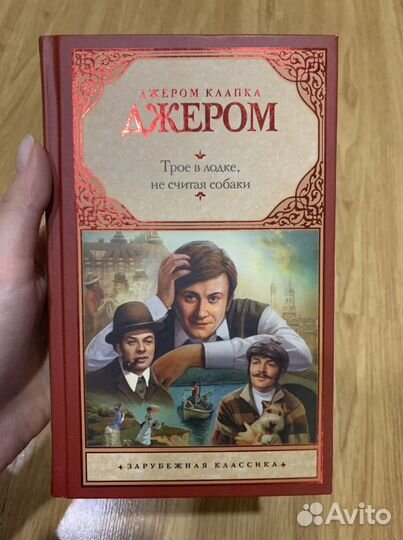 ДЖЕРОМ КЛАПКА
ДЖЕРОМ
Трое в лодке,
не считая собаки
ЗАРУБЕЖНАЯ КЛАССИКА
Avito